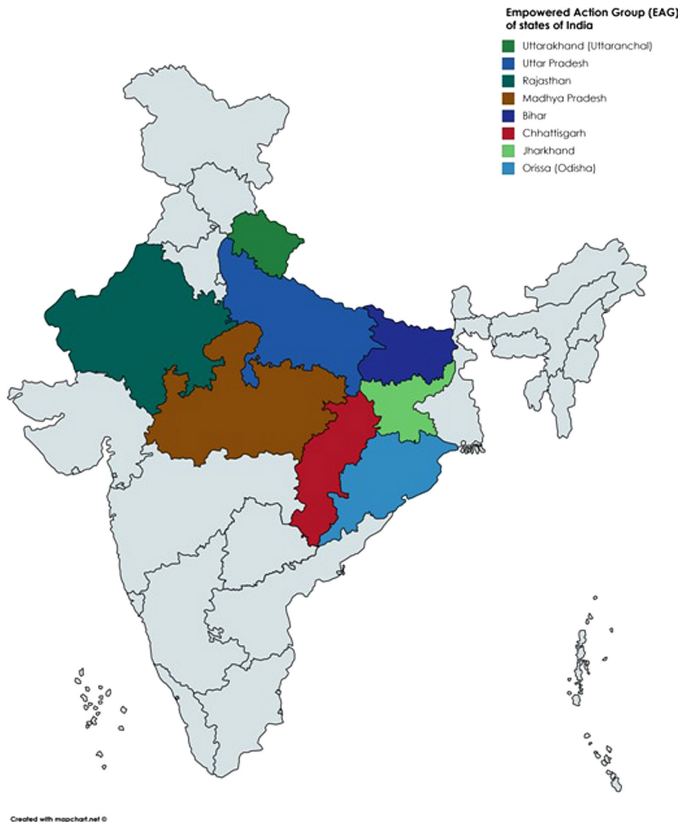 Empowered Action Group (EAG)
of states of India
Uttarakhand (Uttaranchal)
Uttar Pradesh
Rajasthan
Madhya Pradesh
Bihar
Chhattisgarh
Jharkhand
Orissa (Odisha)
Created with mapchart.net ©